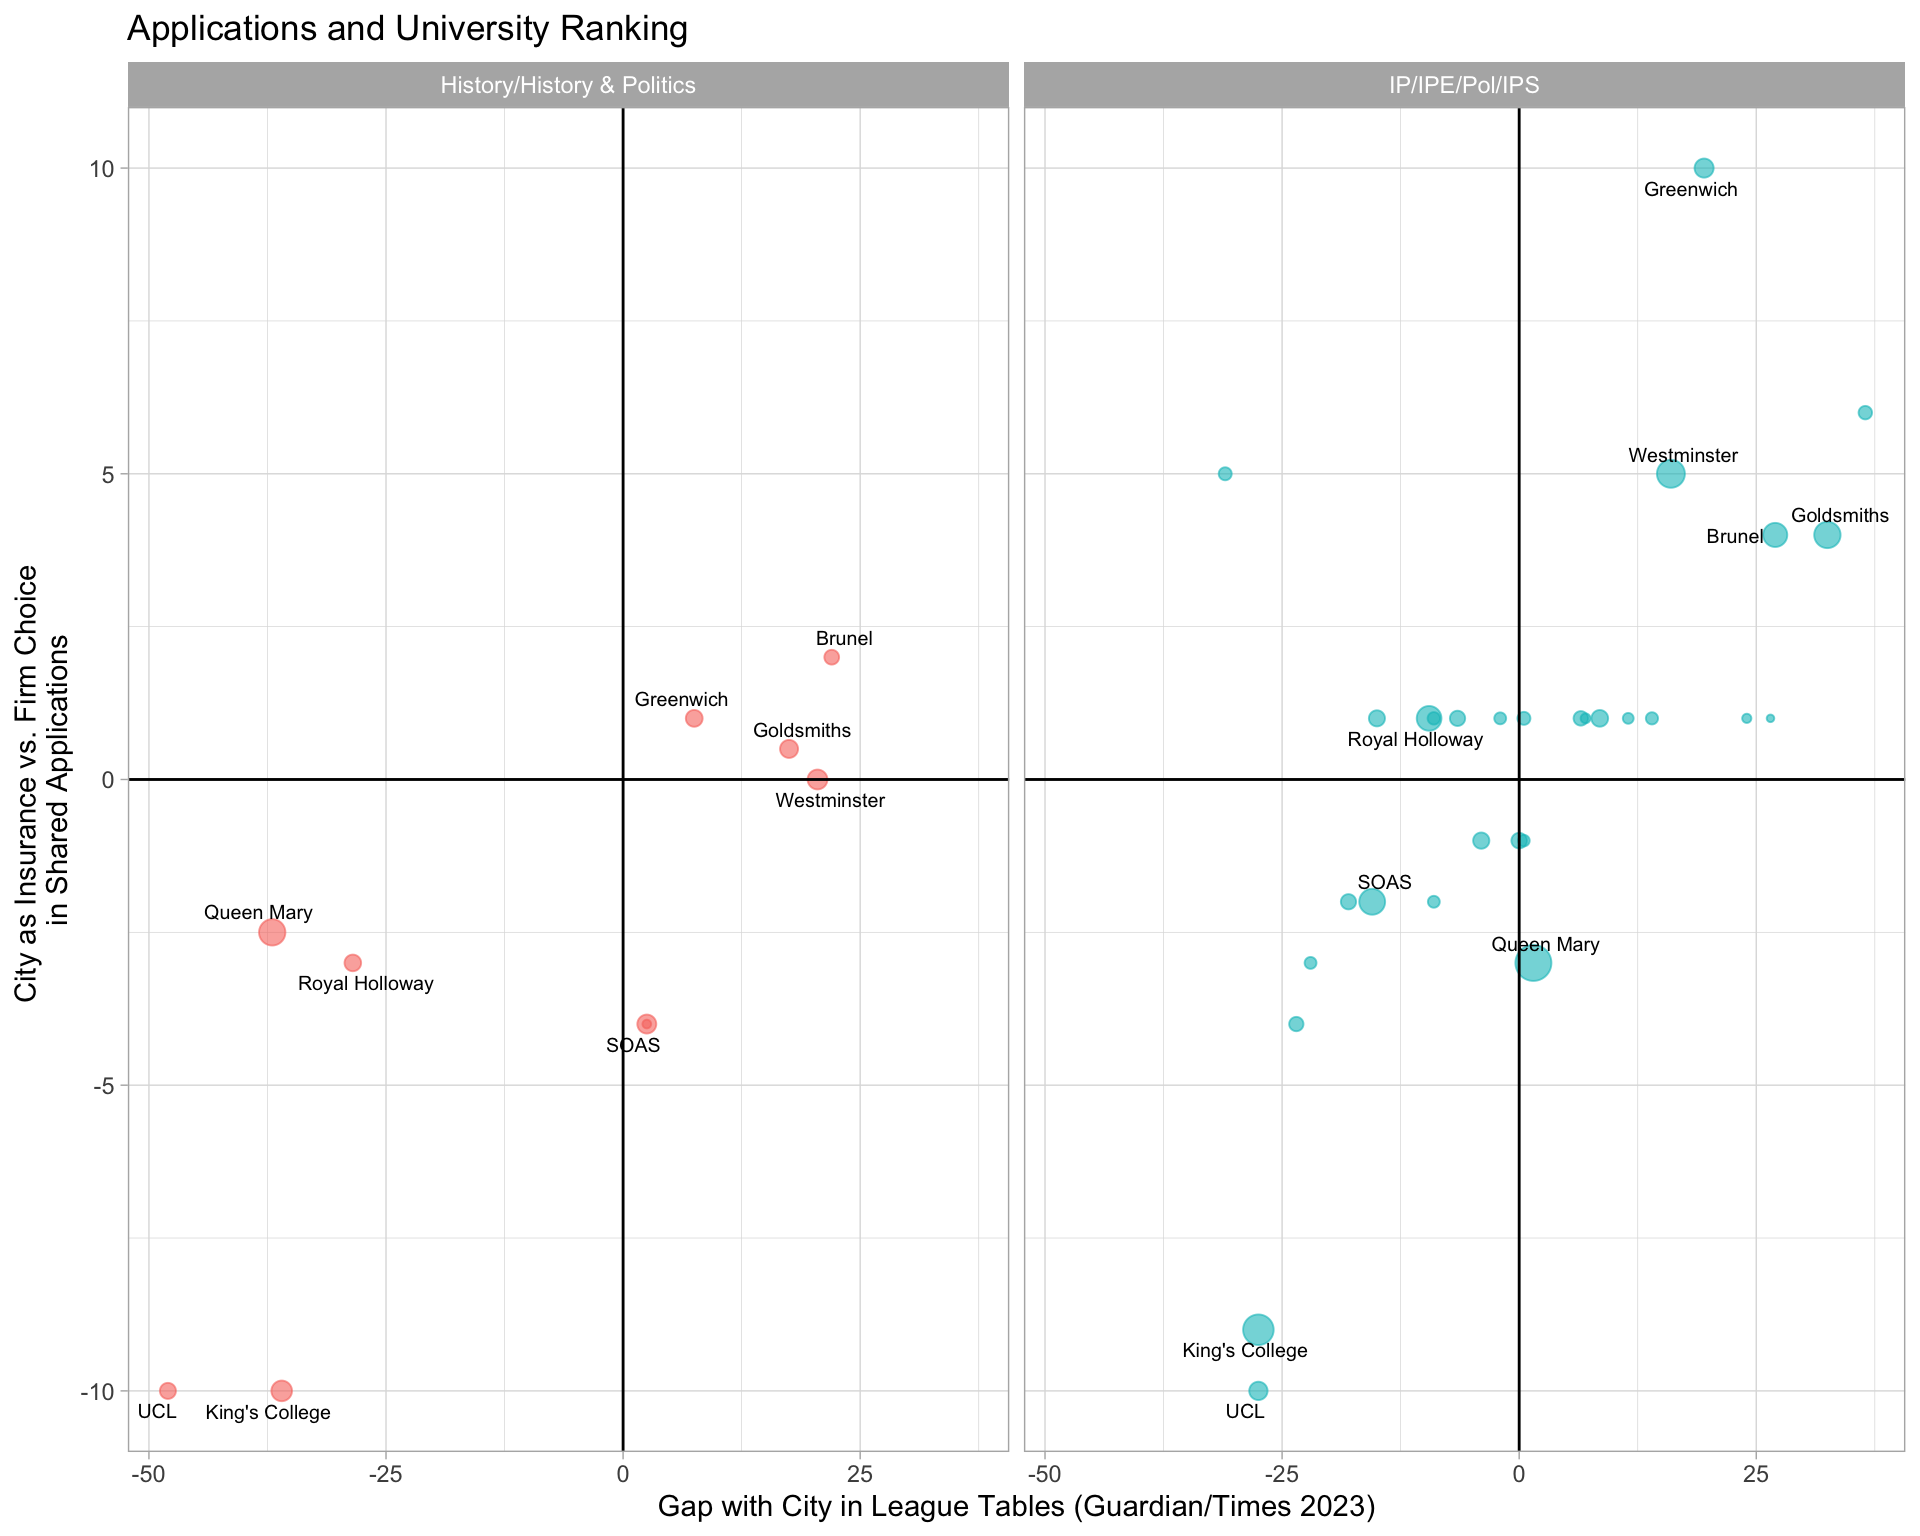 Applications and University Ranking
History/History & Politics
IP/IPE/Pol/IPS
City as Insurance vs. Firm Choice
in Shared Applications
10
5
0
-5
-10
Brunel
Greenwich
Goldsmiths
Westminster
Queen Mary
Royal Holloway
SOAS
UCL
King's College
Greenwich
Westminster
Goldsmiths
Brunel
Royal Holloway
SOAS
Queen Mary
King's College
UCL
-50
-25
0
25
-50
-25
0
25
Gap with City in League Tables (Guardian/Times 2023)